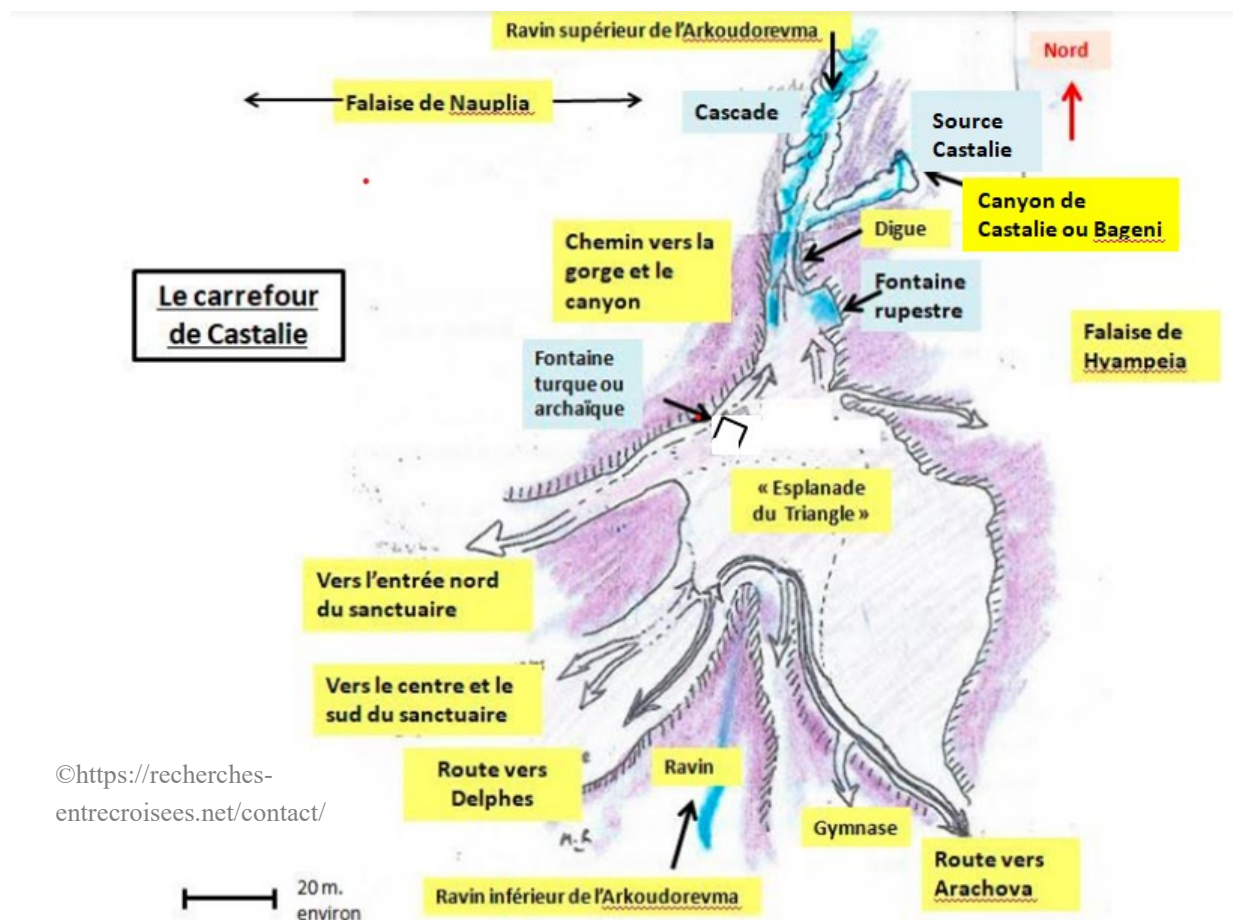 Ravin supérieur de l'Arkoudorevma
Nord
Falaise de Nauplia
Cascade
Source
Castalie
Canyon de
Castalie ou Bageni
Chemin vers la
gorge et le
canyon
Digue
Le carrefour
de Castalie
Fontaine
rupestre
Falaise de
Hyampeia
Fontaine
turque ou
archaïque
« Esplanade
du Triangle »
Vers l'entrée nord
du sanctuaire
Vers le centre et le
sud du sanctuaire
Route vers
Delphes
Ravin
©https://recherches-
entrecroisees.net/contact/
Gymnase
Route vers
Arachova
20 m.
environ
Ravin inférieur de l'Arkoudorevma